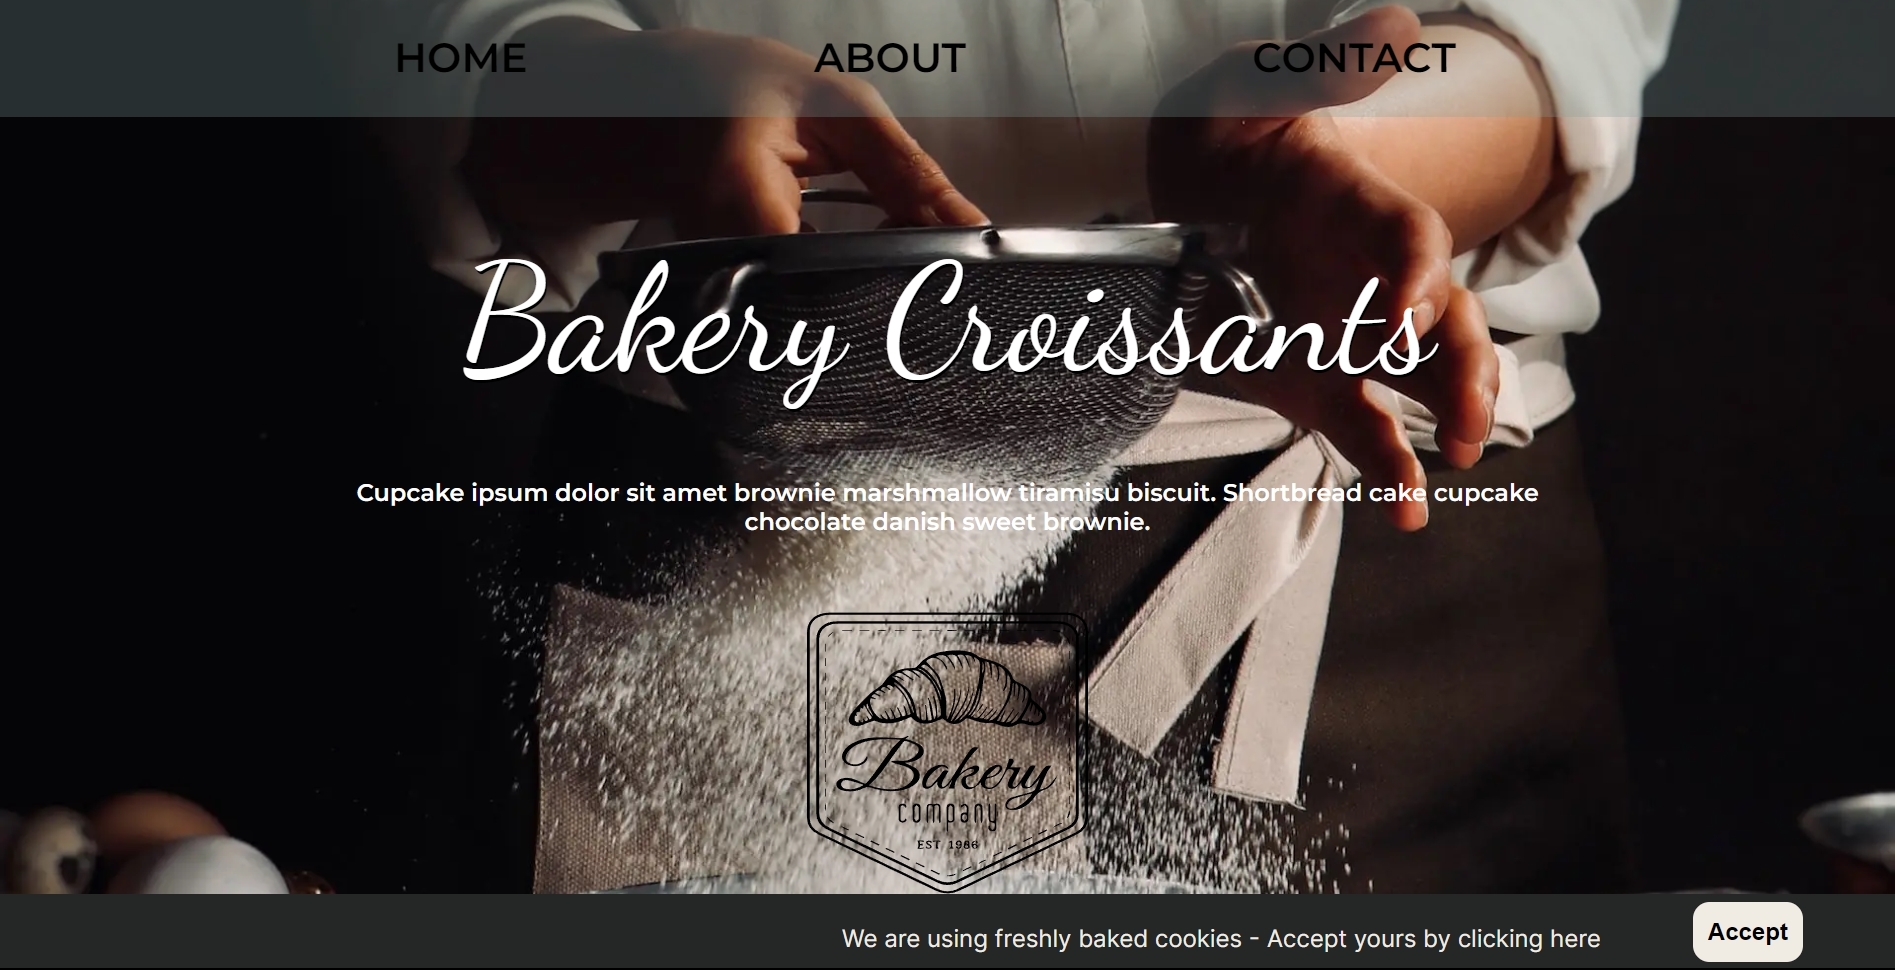 HOME ABOUT CONTACT
Bakery Croissants
Cupcake ipsum dolor sit amet brownie marshmallow tiramisu biscuit. Shortbread cake cupcake
chocolate danish sweet brownie.
Bakery
company
EST 1986
We are using freshly baked cookies - Accept yours by clicking here
Accept